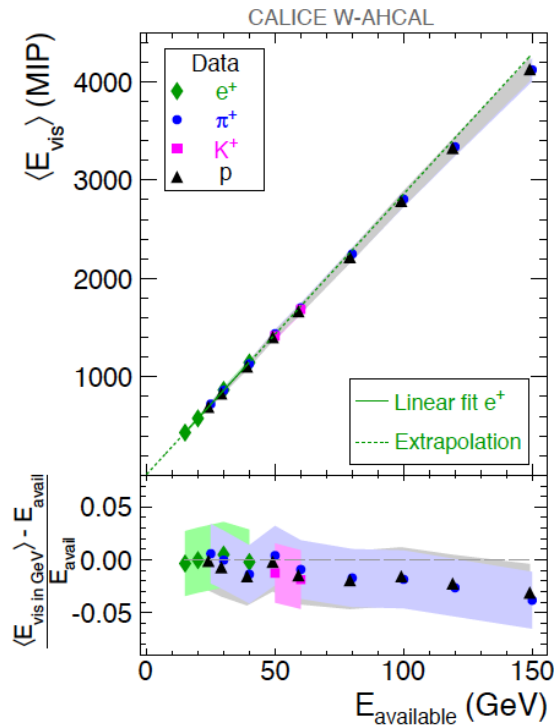 CALICE W-AHCAL
⟨E_vis⟩ (MIP)
4000
3000
2000
1000
Data
e⁺
π⁺
K⁺
p
Linear fit e⁺
Extrapolation
⟨E_vis in GeV⟩ - E_avail
E_avail
0.05
0.00
-0.05
0 50 100 150
E_available (GeV)